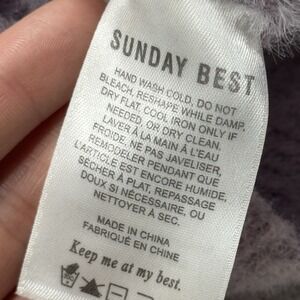 SUNDAY BEST
HAND WASH COLD, DO NOT
BLEACH, RESHAPE WHILE DAMP,
DRY FLAT, COOL IRON ONLY IF
NEEDED, OR DRY CLEAN.
LAVER À LA MAIN À L'EAU
FROIDE, NE PAS JAVELISER,
REMODELER PENDANT QUE
L'ARTICLE EST ENCORE HUMIDE,
SÉCHER À PLAT, REPASSAGE
DOUX SI NÉCESSAIRE, OU
NETTOYER À SEC.
MADE IN CHINA
FABRIQUÉ EN CHINE
Keep me at my best.